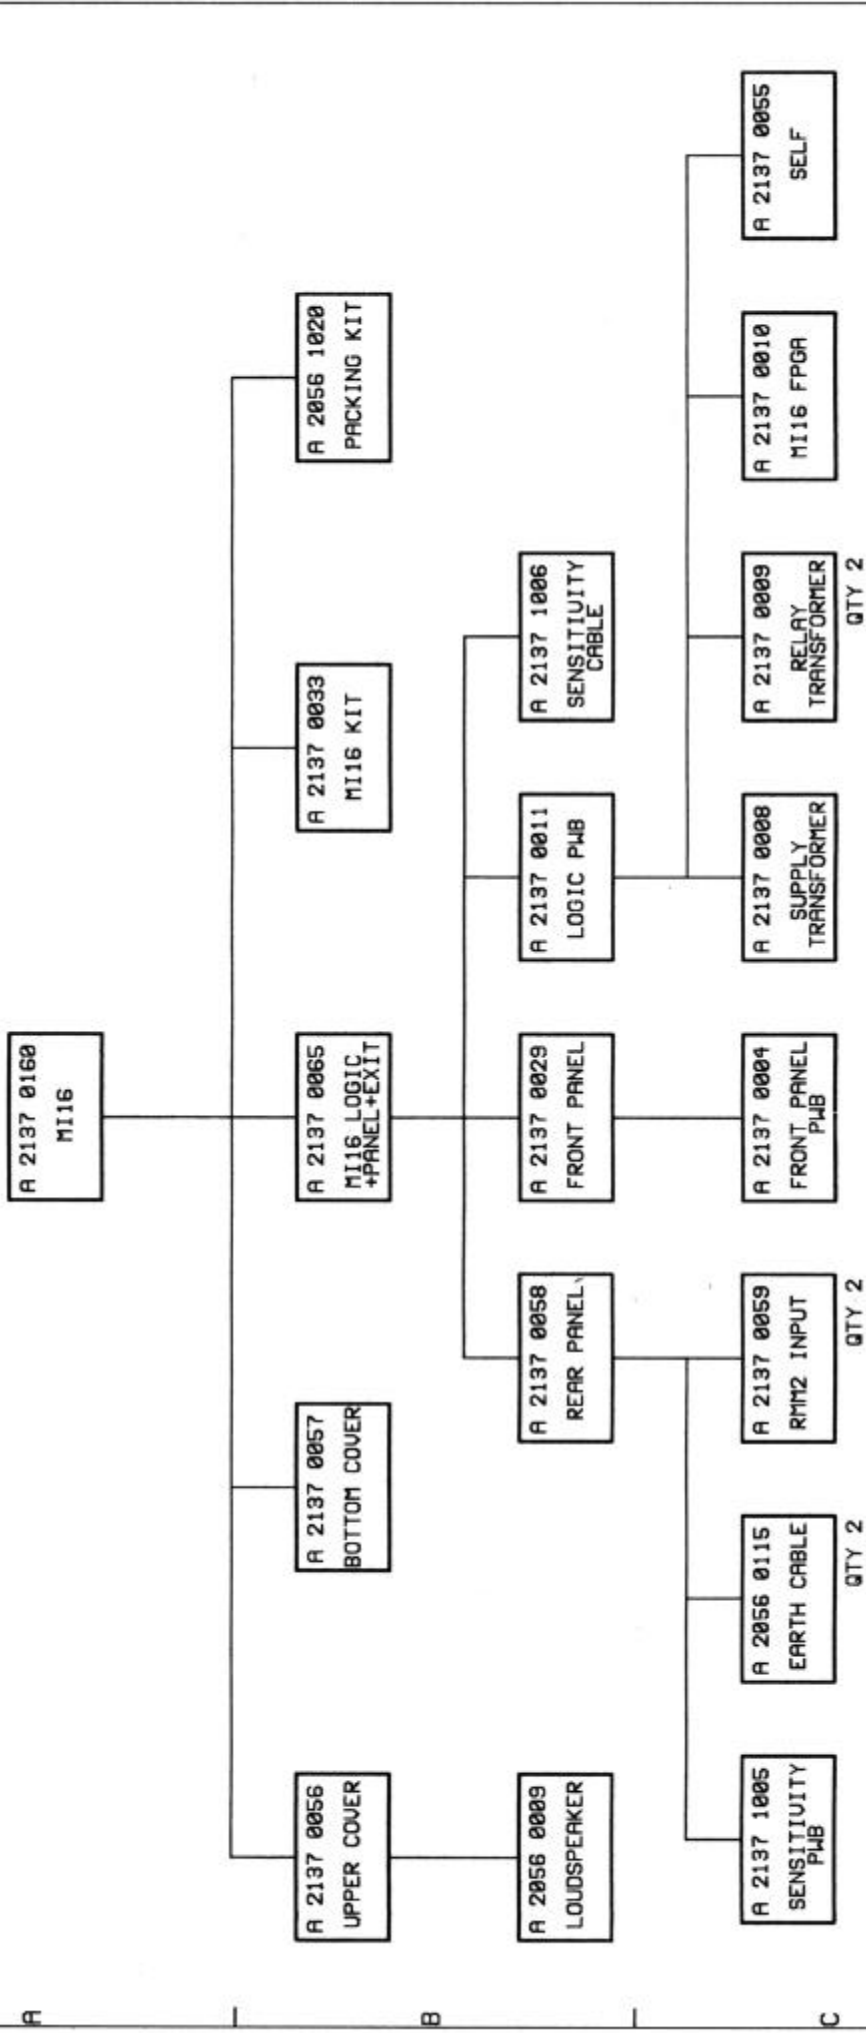 A
B
C
A 2137 0160
MI16
A 2137 0056
UPPER COVER
A 2137 0057
BOTTOM COVER
A 2137 0065
MI16 LOGIC
+PANEL+EXIT
A 2137 0033
MI16 KIT
A 2056 1020
PACKING KIT
A 2056 0009
LOUDSPEAKER
A 2137 0058
REAR PANEL
A 2137 0029
FRONT PANEL
A 2137 0011
LOGIC PWB
A 2137 1006
SENSITIVITY
CABLE
A 2137 1005
SENSITIVITY
PWB
A 2056 0115
EARTH CABLE
QTY 2
A 2137 0059
RMM2 INPUT
QTY 2
A 2137 0004
FRONT PANEL
PWB
A 2137 0008
SUPPLY
TRANSFORMER
A 2137 0009
RELAY
TRANSFORMER
QTY 2
A 2137 0010
MI16 FPGA
A 2137 0055
SELF